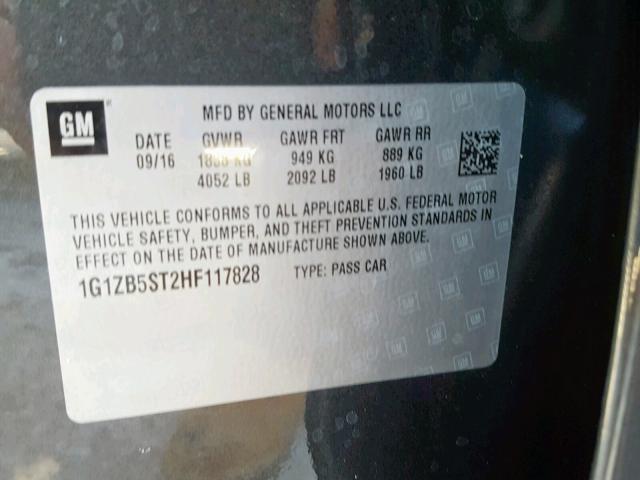 GM
MFD BY GENERAL MOTORS LLC
DATE GVWR GAWR FRT GAWR RR
09/16 1838 KG 949 KG 889 KG
4052 LB 2092 LB 1960 LB
THIS VEHICLE CONFORMS TO ALL APPLICABLE U.S. FEDERAL MOTOR
VEHICLE SAFETY, BUMPER, AND THEFT PREVENTION STANDARDS IN
EFFECT ON THE DATE OF MANUFACTURE SHOWN ABOVE.
1G1ZB5ST2HF117828 TYPE: PASS CAR